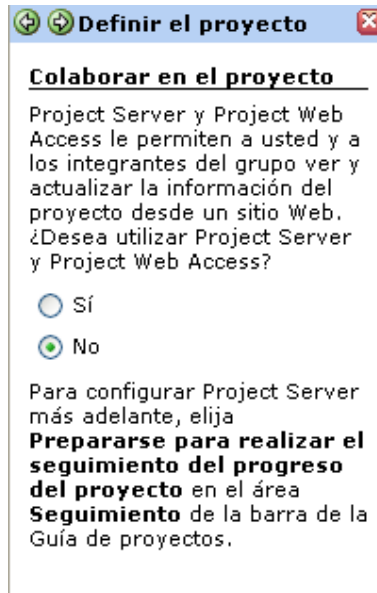 Definir el proyecto
Colaborar en el proyecto
Project Server y Project Web
Access le permiten a usted y a
los integrantes del grupo ver y
actualizar la información del
proyecto desde un sitio Web.
¿Desea utilizar Project Server
y Project Web Access?
Sí
No
Para configurar Project Server
más adelante, elija
Prepararse para realizar el
seguimiento del progreso
del proyecto en el área
Seguimiento de la barra de la
Guía de proyectos.